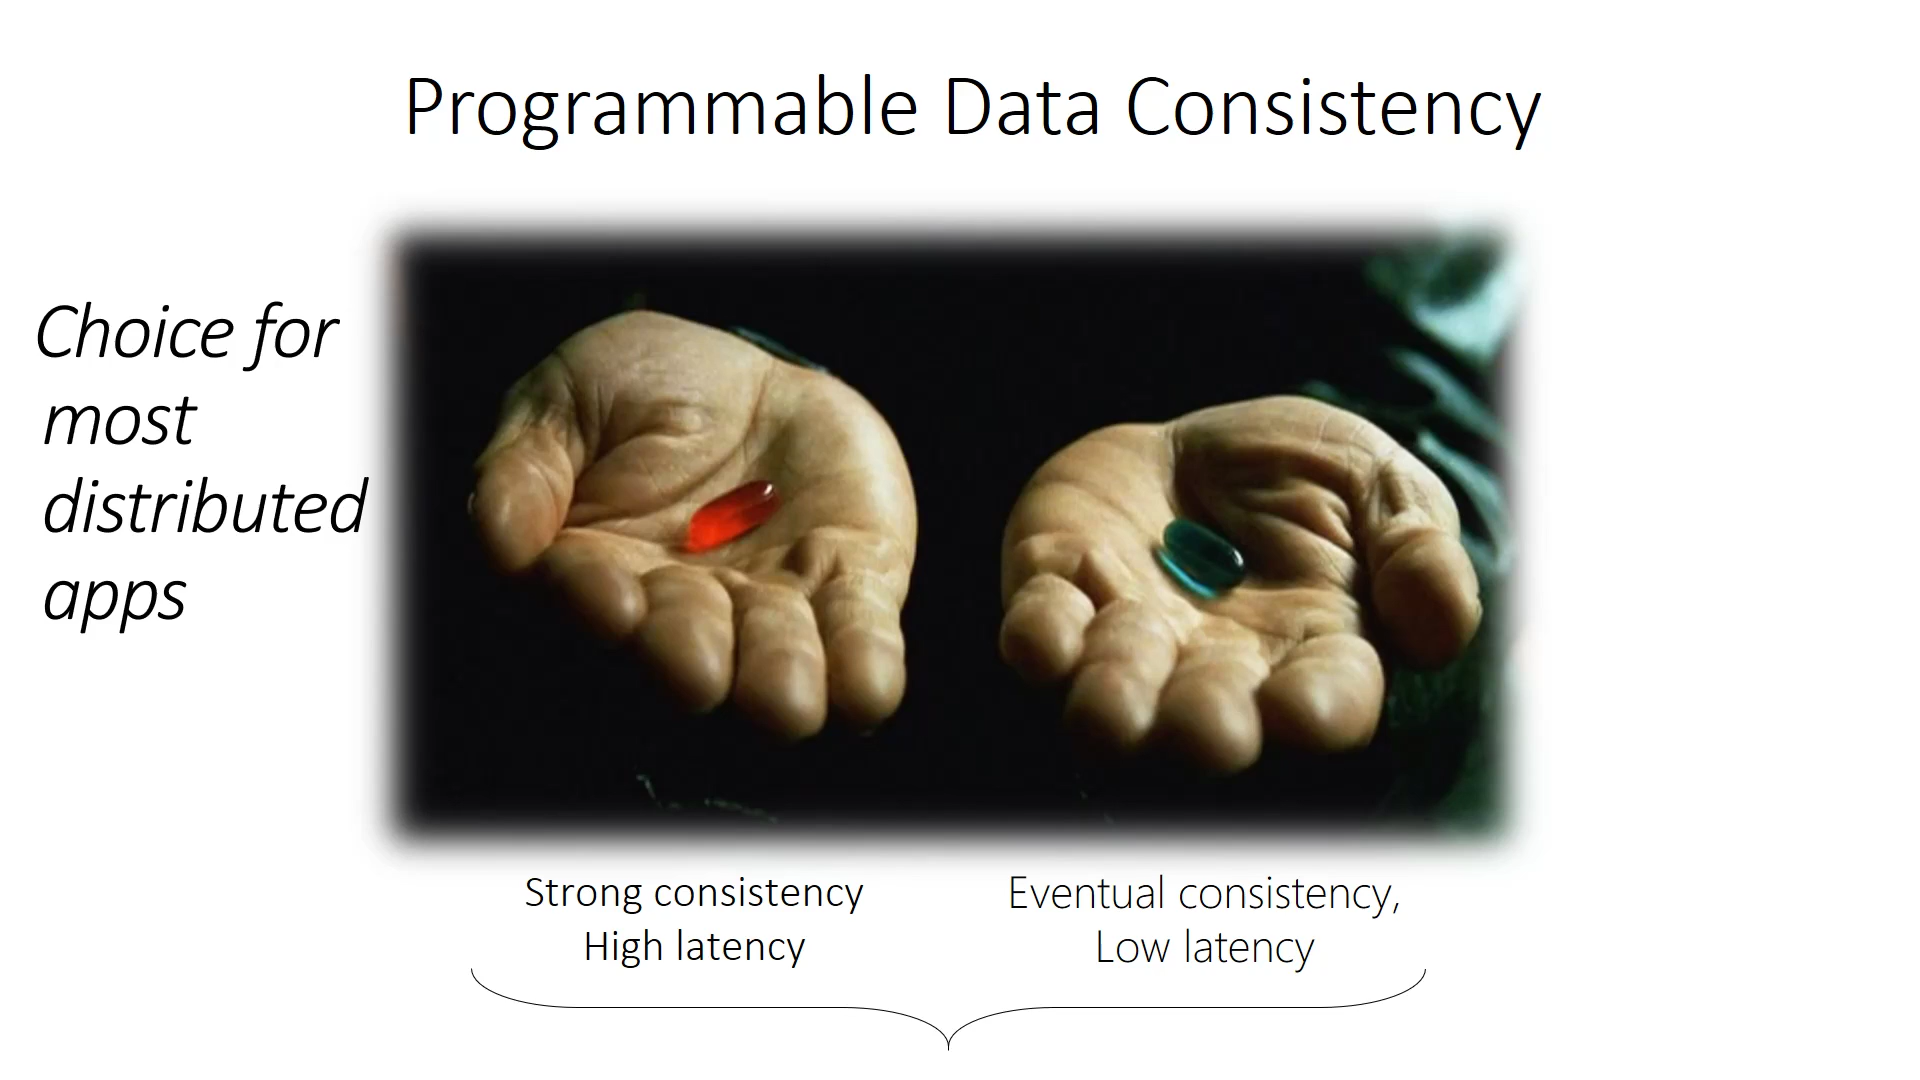 Programmable Data Consistency
Choice for
most
distributed
apps
Strong consistency
High latency
Eventual consistency,
Low latency